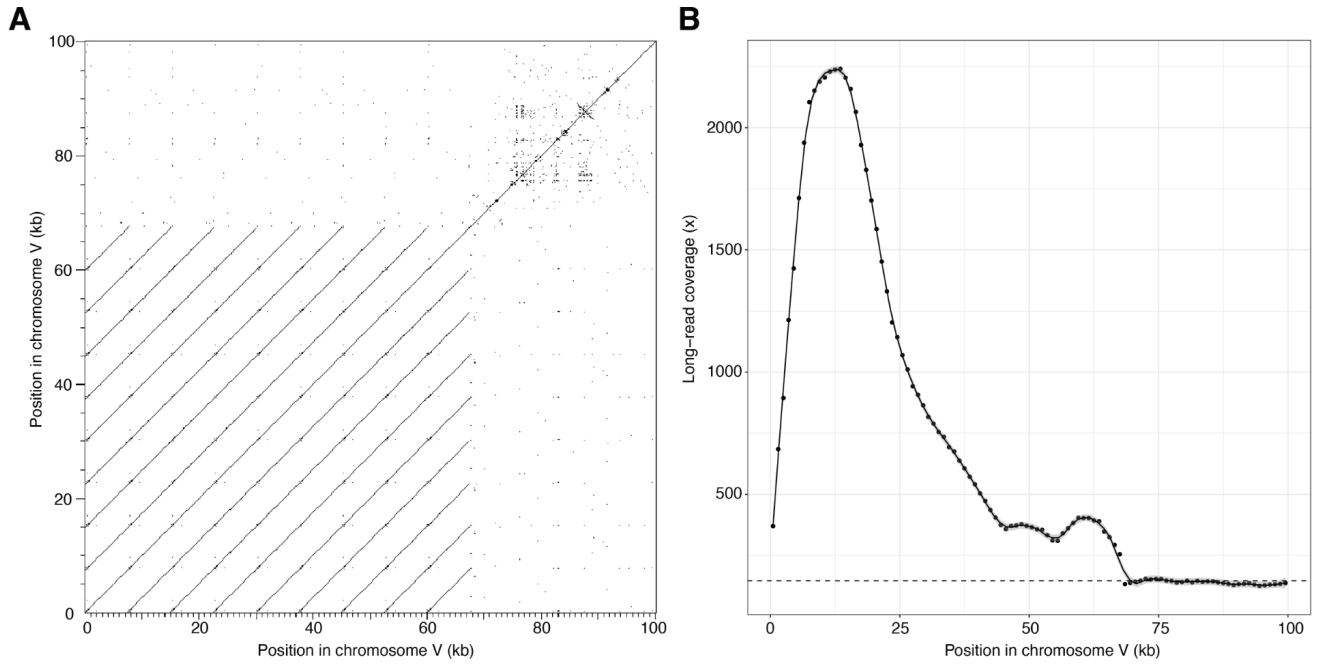 A
100
80
60
40
20
0
Position in chromosome V (kb)
0 20 40 60 80 100
Position in chromosome V (kb)
B
2000
1500
1000
500
Long−read coverage (x)
0 25 50 75 100
Position in chromosome V (kb)